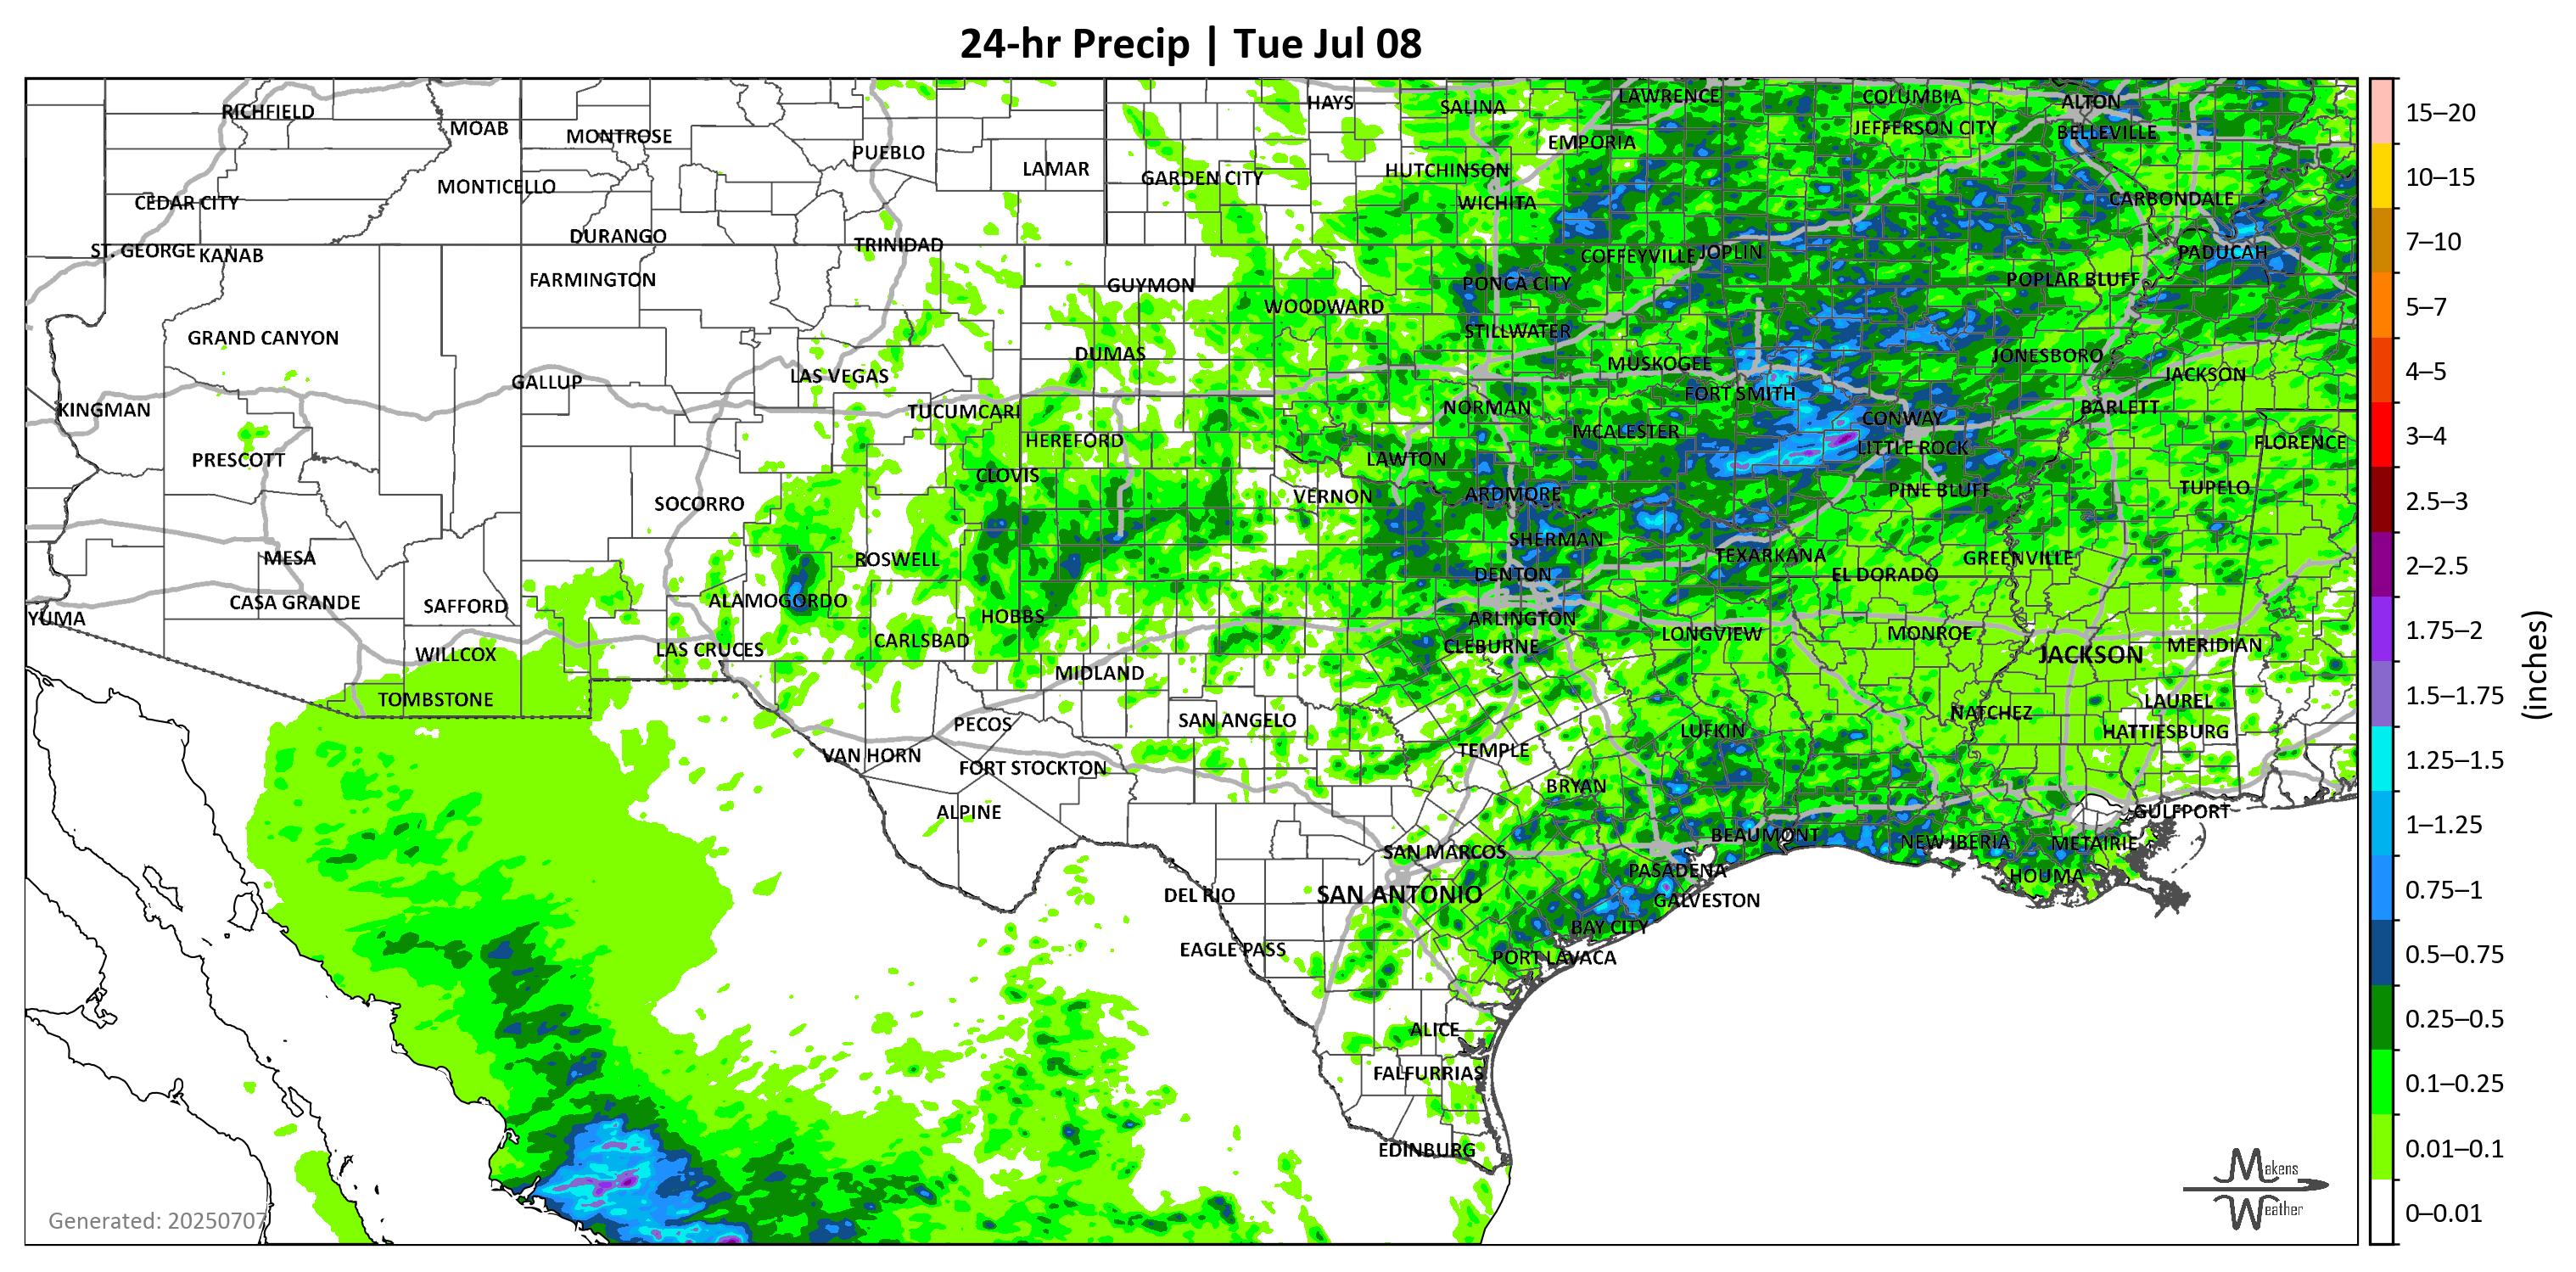 24-hr Precip | Tue Jul 08
RICHFIELD
MOAB
MONTROSE
PUEBLO
LAMAR
GARDEN CITY
HAYS
SALINA
LAWRENCE
COLUMBIA
ALTON
EMPORIA
JEFFERSON CITY
BELLEVILLE
HUTCHINSON
CEDAR CITY
MONTICELLO
WICHITA
CARBONDALE
ST. GEORGE
KANAB
DURANGO
TRINIDAD
COFFEYVILLE
JOPLIN
PADUCAH
FARMINGTON
GUYMON
PONCA CITY
POPLAR BLUFF
WOODWARD
GRAND CANYON
STILLWATER
DUMAS
MUSKOGEE
JONESBORO
GALLUP
LAS VEGAS
JACKSON
FORT SMITH
KINGMAN
TUCUMCARI
NORMAN
BARLETT
CONWAY
HEREFORD
MCALESTER
LITTLE ROCK
FLORENCE
PRESCOTT
LAWTON
CLOVIS
SOCORRO
VERNON
ARDMORE
PINE BLUFF
TUPELO
MESA
ROSWELL
SHERMAN
TEXARKANA
GREENVILLE
DENTON
EL DORADO
CASA GRANDE
SAFFORD
ALAMOGORDO
YUMA
HOBBS
ARLINGTON
LONGVIEW
MONROE
CARLSBAD
CLEBURNE
WILLCOX
LAS CRUCES
JACKSON
MERIDIAN
MIDLAND
TOMBSTONE
LAUREL
PECOS
SAN ANGELO
NATCHEZ
LUFKIN
HATTIESBURG
VAN HORN
TEMPLE
FORT STOCKTON
BRYAN
ALPINE
GULFPORT
BEAUMONT
NEW IBERIA
METAIRIE
SAN MARCOS
PASADENA
HOUMA
DEL RIO
SAN ANTONIO
GALVESTON
BAY CITY
EAGLE PASS
PORT LAVACA
ALICE
FALFURRIAS
EDINBURG
Generated: 20250707
Makens
Weather
15–20
10–15
7–10
5–7
4–5
3–4
2.5–3
2–2.5
1.75–2
1.5–1.75
1.25–1.5
1–1.25
0.75–1
0.5–0.75
0.25–0.5
0.1–0.25
0.01–0.1
0–0.01
(inches)